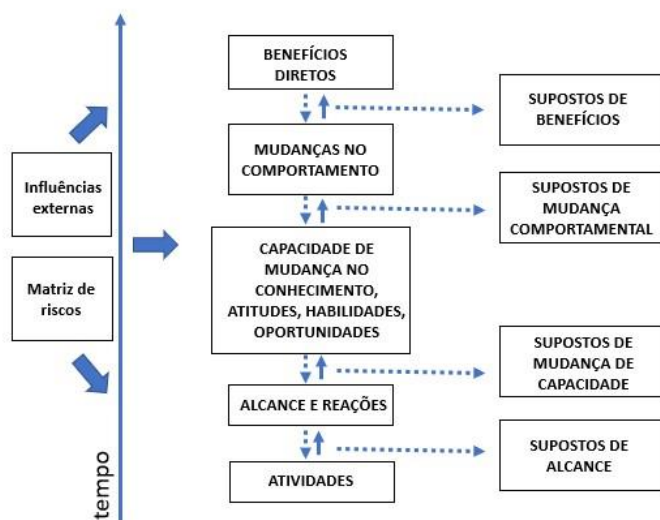 BENEFÍCIOS
DIRETOS
SUPOSTOS DE
BENEFÍCIOS
MUDANÇAS NO
COMPORTAMENTO
Influências
externas
SUPOSTOS DE
MUDANÇA
COMPORTAMENTAL
CAPACIDADE DE
MUDANÇA NO
CONHECIMENTO,
ATITUDES, HABILIDADES,
OPORTUNIDADES
Matriz de
riscos
SUPOSTOS DE
MUDANÇA DE
CAPACIDADE
ALCANCE E REAÇÕES
SUPOSTOS DE
ALCANCE
ATIVIDADES
tempo